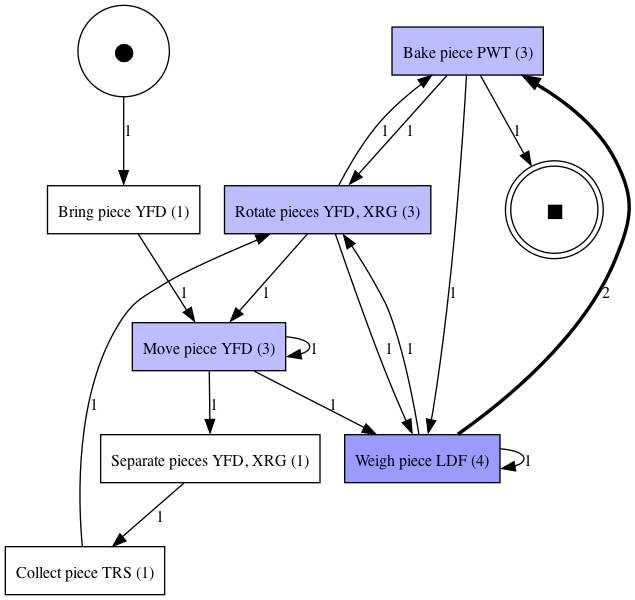 Bake piece PWT (3)
1
1
1
1
Bring piece YFD (1)
Rotate pieces YFD, XRG (3)
1
1
1
2
Move piece YFD (3)
1
1
1
1
1
1
Separate pieces YFD, XRG (1)
Weigh piece LDF (4)
1
1
Collect piece TRS (1)